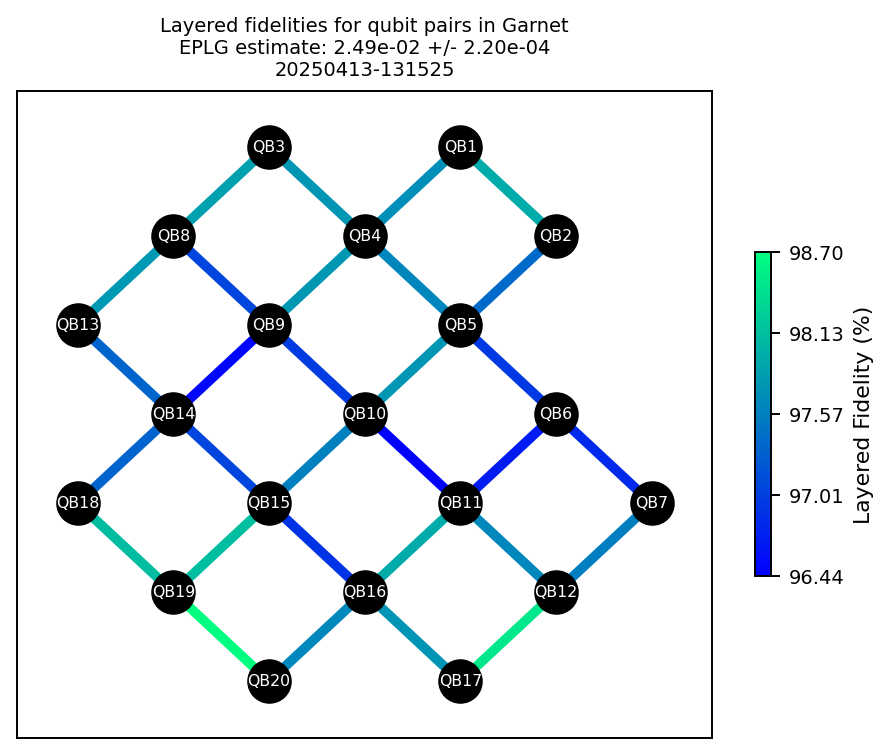 Layered fidelities for qubit pairs in Garnet
EPLG estimate: 2.49e-02 +/- 2.20e-04
20250413-131525
QB3
QB1
QB8
QB4
QB2
QB13
QB9
QB5
QB14
QB10
QB6
QB18
QB15
QB11
QB7
QB19
QB16
QB12
QB20
QB17
98.70
98.13
97.57
97.01
96.44
Layered Fidelity (%)